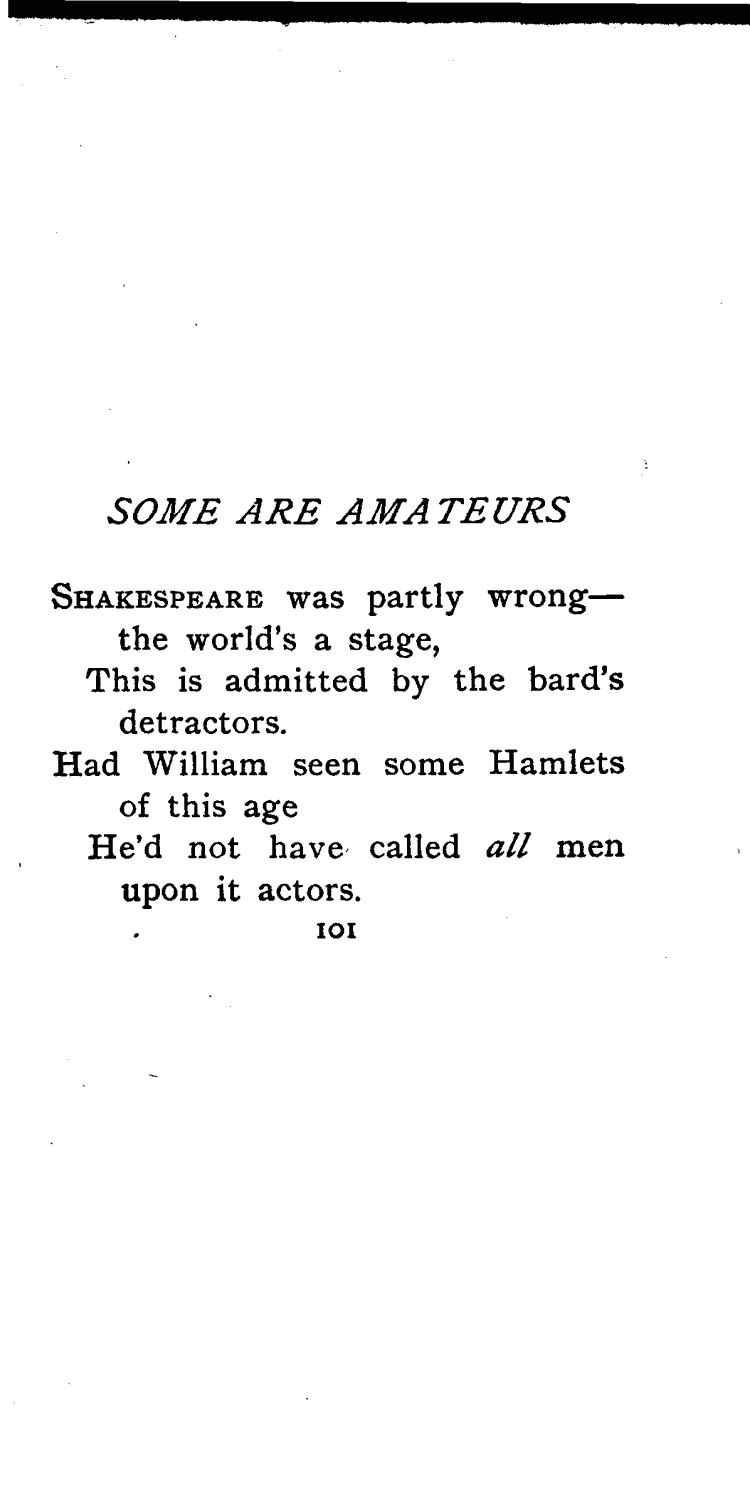 SOME ARE AMATEURS
SHAKESPEARE was partly wrong—
the world's a stage,
This is admitted by the bard's
detractors.
Had William seen some Hamlets
of this age
He'd not have called all men
upon it actors.
101